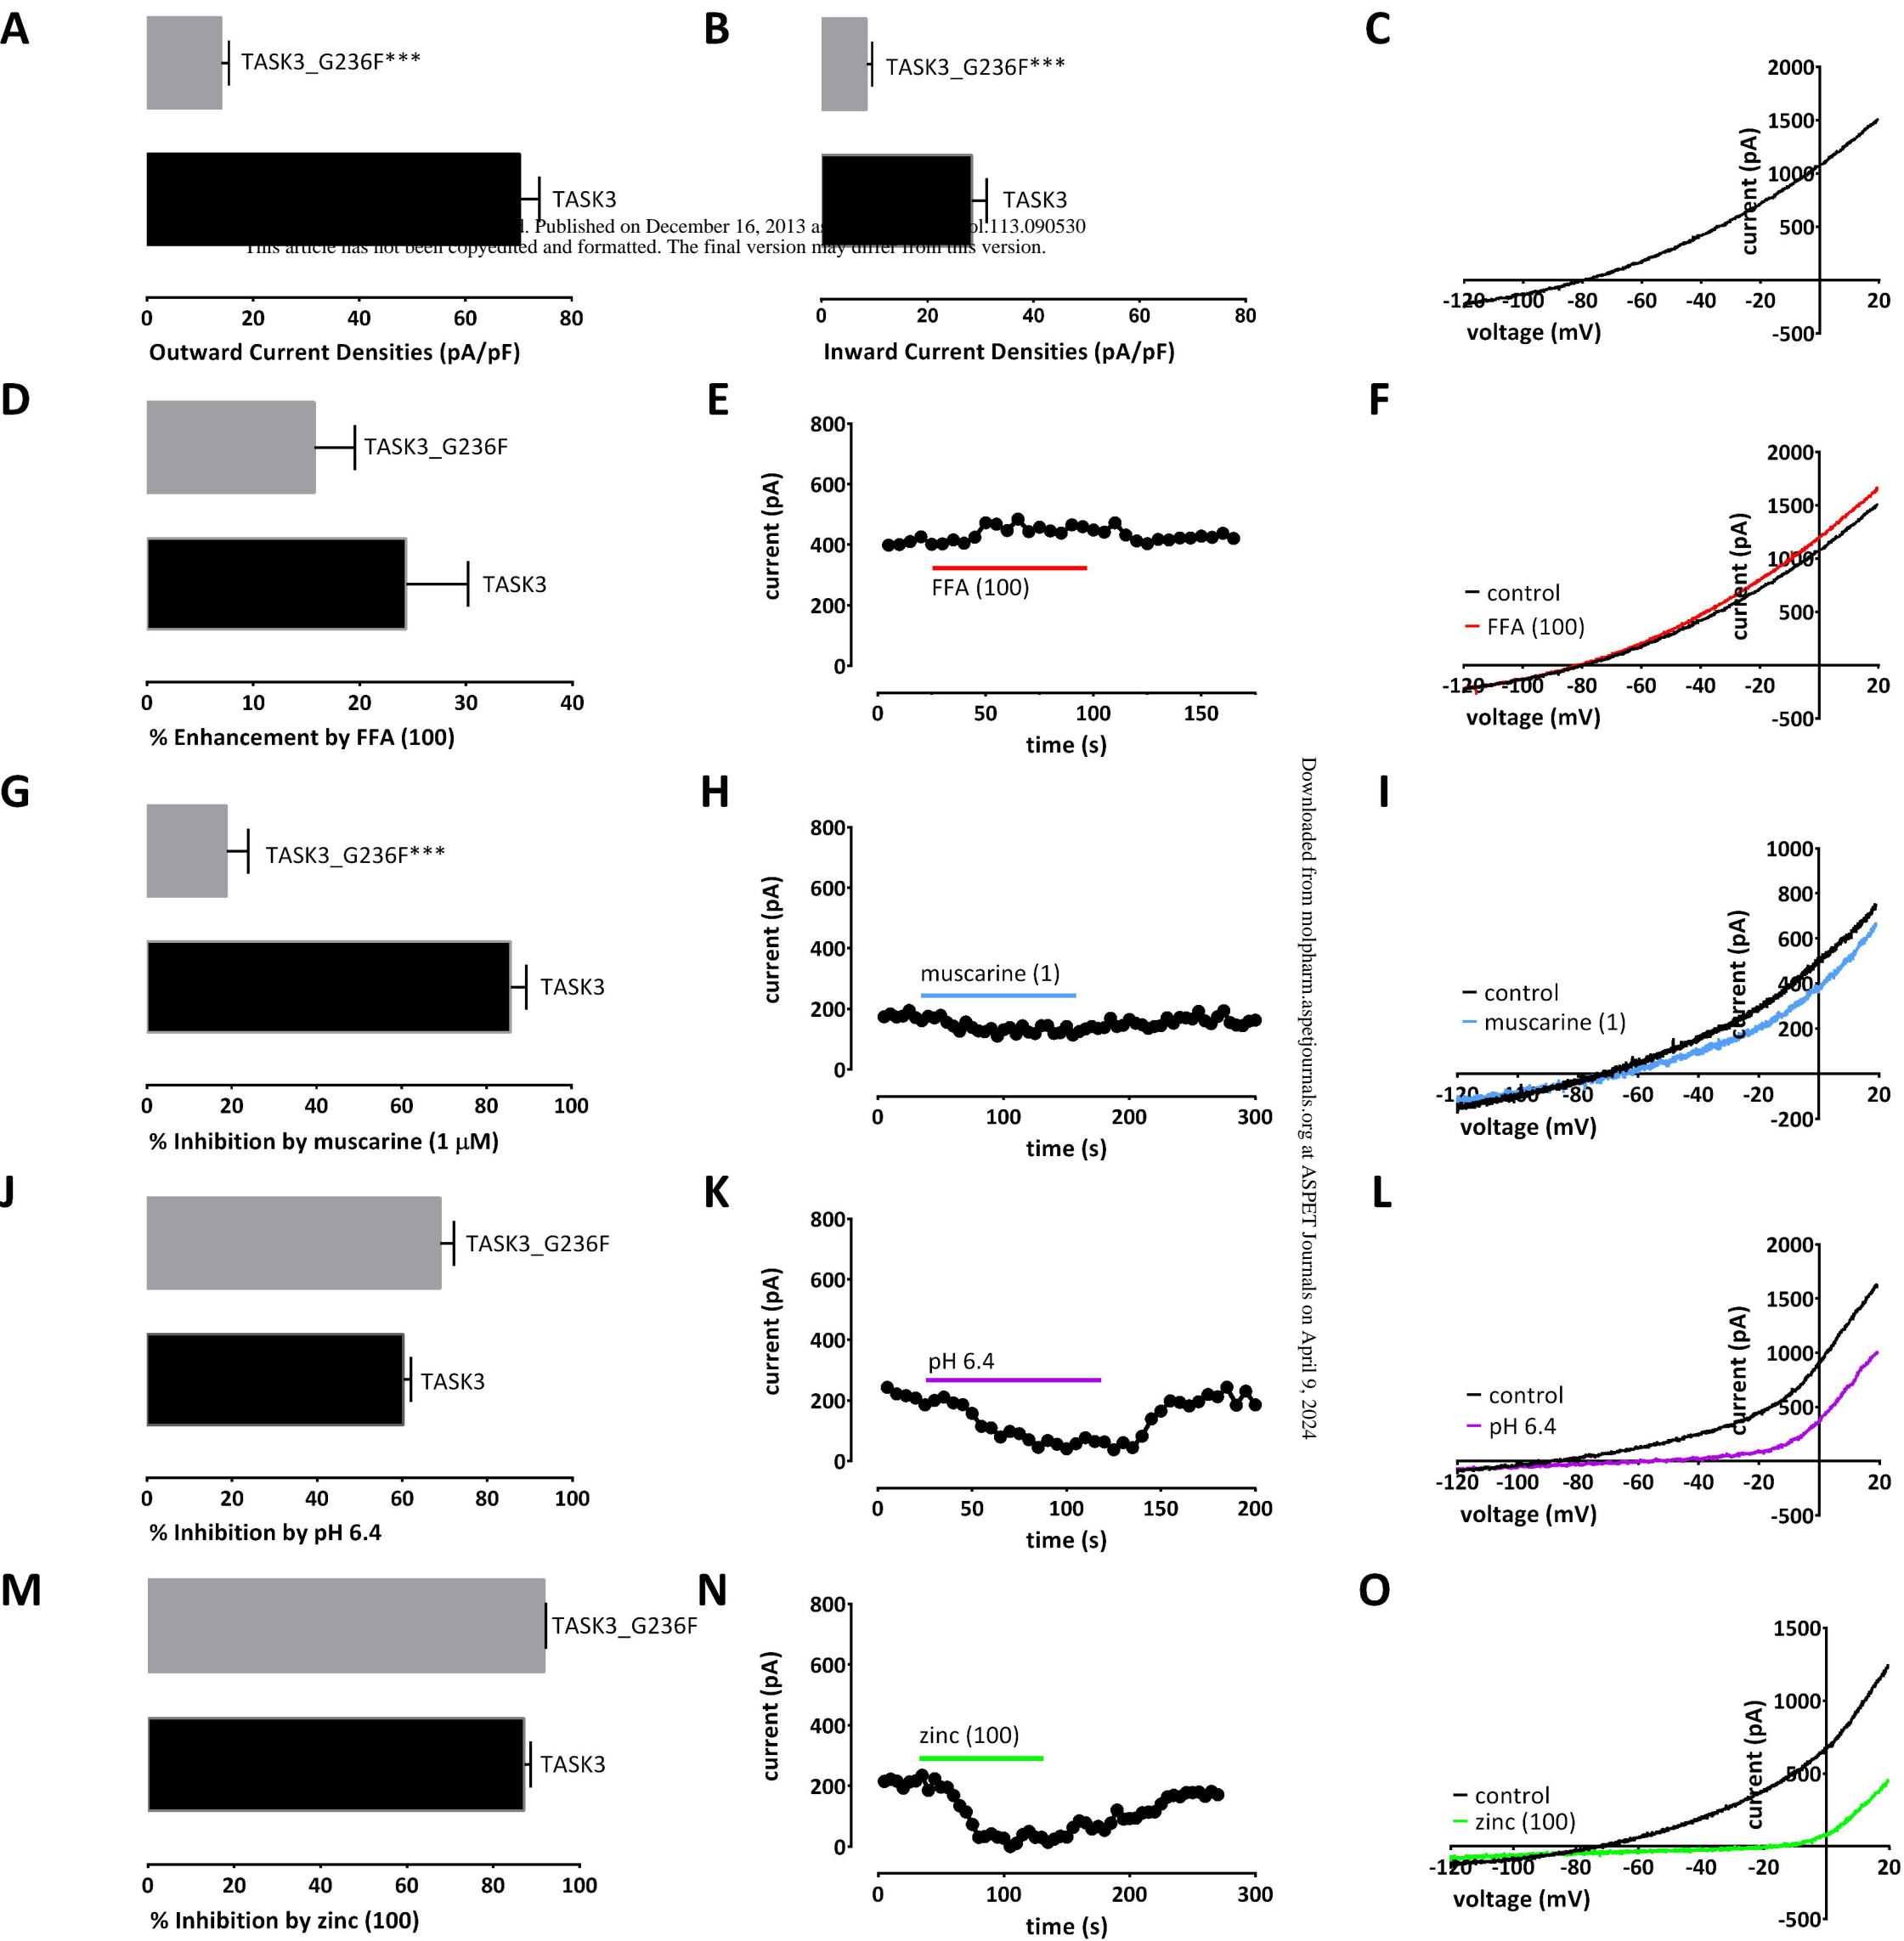 A
TASK3_G236F***
TASK3
0 20 40 60 80
Outward Current Densities (pA/pF)
B
TASK3_G236F***
TASK3
0 20 40 60 80
Inward Current Densities (pA/pF)
. Published on December 16, 2013 as ol.113.090530
This article has not been copyedited and formatted. The final version may differ from this version.
C
2000
1500
1000
500
-500
current (pA)
-120 -100 -80 -60 -40 -20 20
voltage (mV)
D
TASK3_G236F
TASK3
0 10 20 30 40
% Enhancement by FFA (100)
E
800
600
400
200
0
current (pA)
FFA (100)
0 50 100 150
time (s)
F
2000
1500
1000
500
-500
current (pA)
control
FFA (100)
-120 -100 -80 -60 -40 -20 20
voltage (mV)
G
TASK3_G236F***
TASK3
0 20 40 60 80 100
% Inhibition by muscarine (1 µM)
H
800
600
400
200
0
current (pA)
muscarine (1)
0 100 200 300
time (s)
Downloaded from molpharm.aspetjournals.org at ASPET Journals on April 9, 2024
I
1000
800
600
400
200
-200
current (pA)
control
muscarine (1)
-120 -100 -80 -60 -40 -20 20
voltage (mV)
J
TASK3_G236F
TASK3
0 20 40 60 80 100
% Inhibition by pH 6.4
K
800
600
400
200
0
current (pA)
pH 6.4
0 50 100 150 200
time (s)
L
2000
1500
1000
500
-500
current (pA)
control
pH 6.4
-120 -100 -80 -60 -40 -20 20
voltage (mV)
M
TASK3_G236F
TASK3
0 20 40 60 80 100
% Inhibition by zinc (100)
N
800
600
400
200
0
current (pA)
zinc (100)
0 100 200 300
time (s)
O
1500
1000
500
-500
current (pA)
control
zinc (100)
-120 -100 -80 -60 -40 -20 20
voltage (mV)